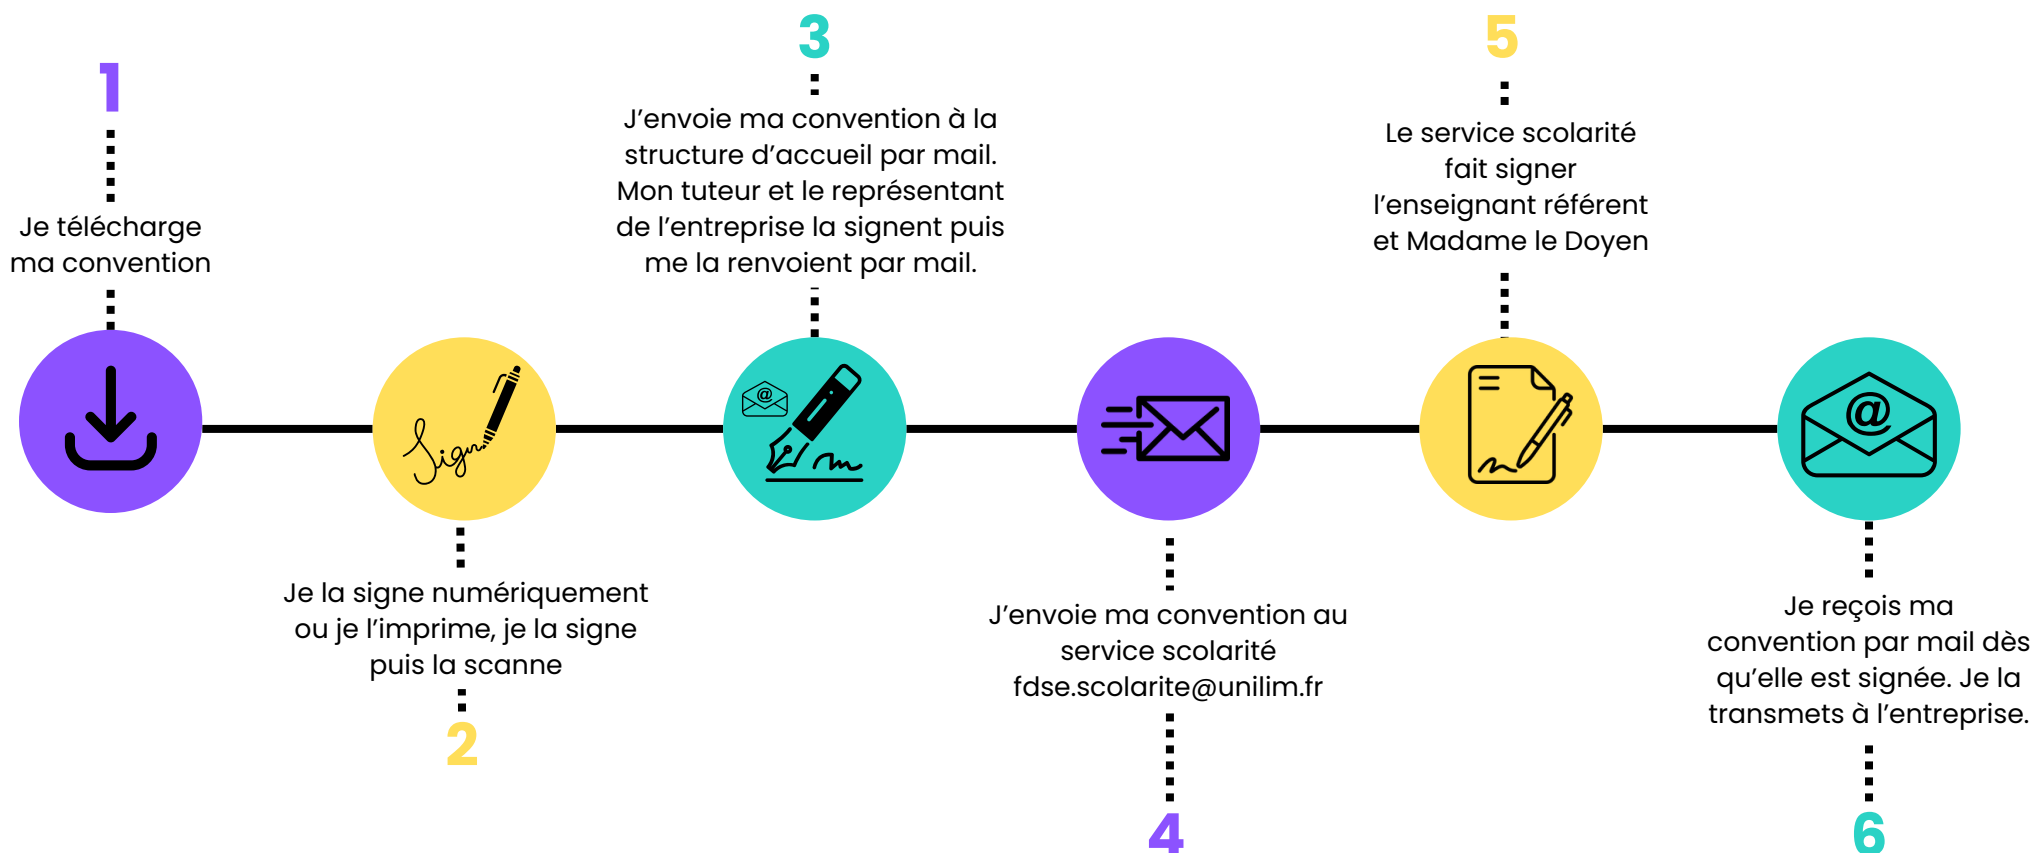 1
Je télécharge
ma convention
Sign
Je la signe numériquement
ou je l’imprime, je la signe
puis la scanne
2
3
J’envoie ma convention à la
structure d’accueil par mail.
Mon tuteur et le représentant
de l’entreprise la signent puis
me la renvoient par mail.
@
J’envoie ma convention au
service scolarité
fdse.scolarite@unilim.fr
4
5
Le service scolarité
fait signer
l’enseignant référent
et Madame le Doyen
@
Je reçois ma
convention par mail dès
qu’elle est signée. Je la
transmets à l’entreprise.
6